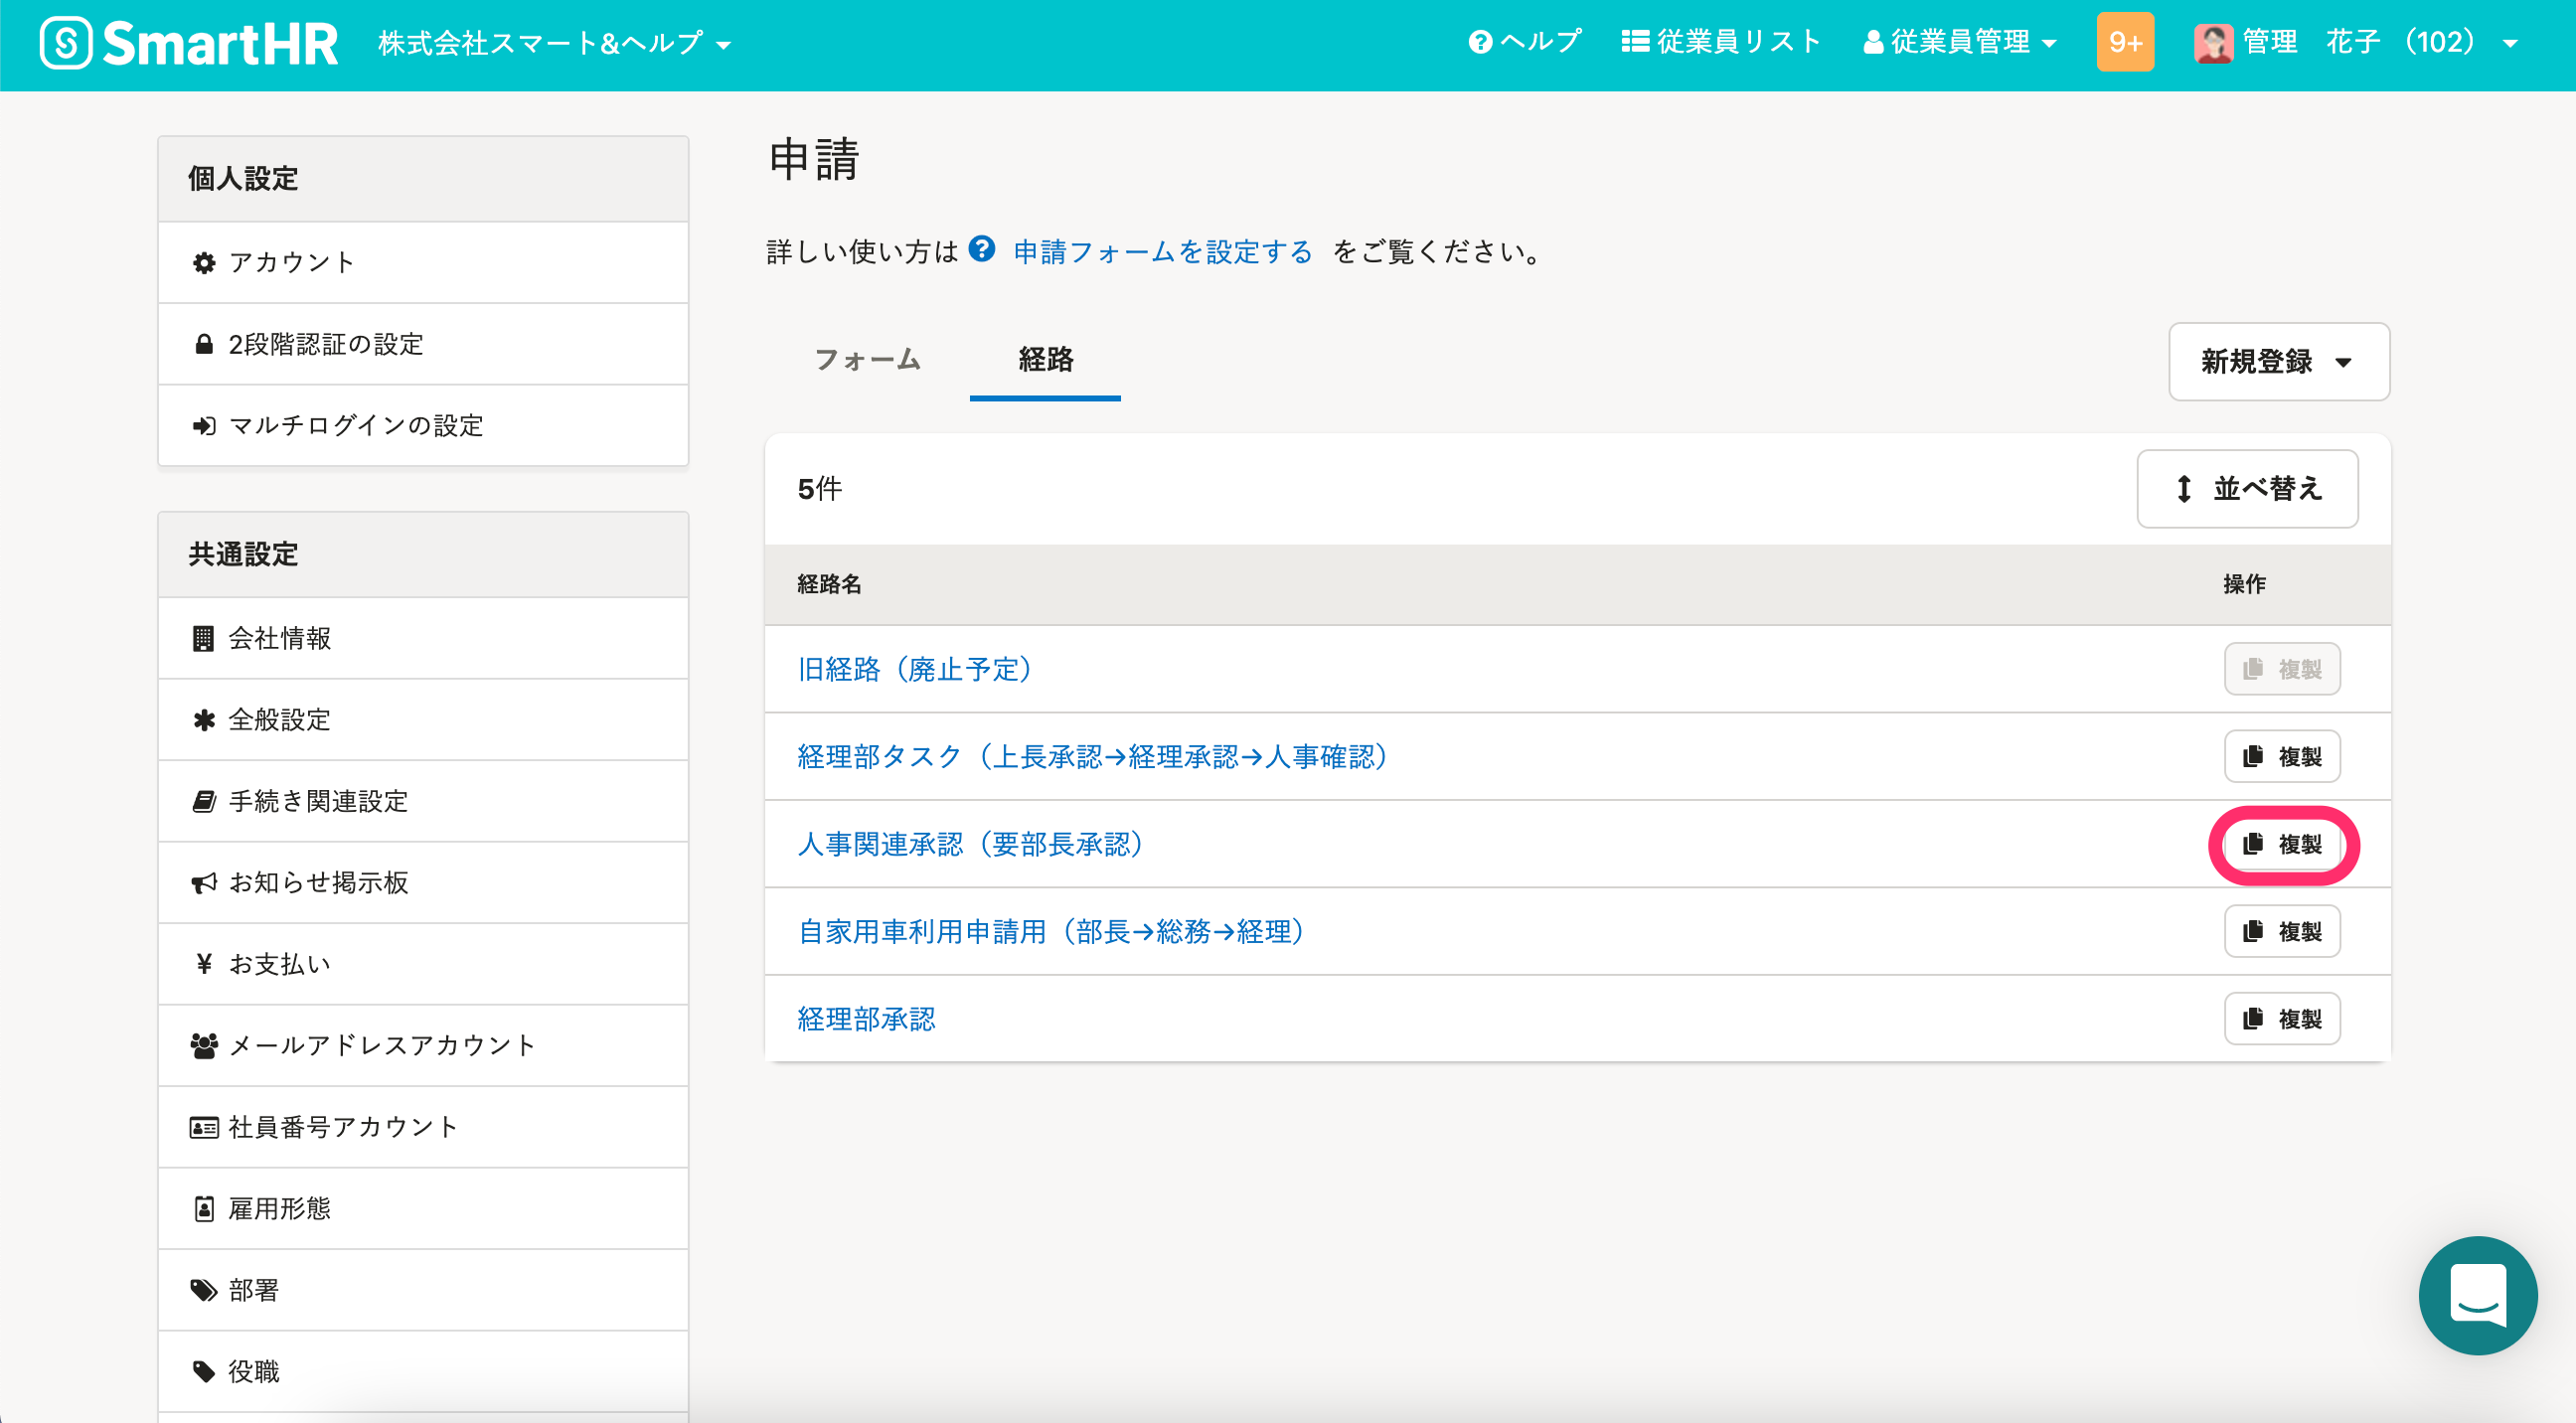 SmartHR 株式会社スマート&ヘルプ ヘルプ 従業員リスト 従業員管理 9+ 管理 花子 （102）
個人設定
アカウント
2段階認証の設定
マルチログインの設定
共通設定
会社情報
全般設定
手続き関連設定
お知らせ掲示板
お支払い
メールアドレスアカウント
社員番号アカウント
雇用形態
部署
役職
申請
詳しい使い方は 申請フォームを設定する をご覧ください。
フォーム 経路 新規登録
5件 並べ替え
経路名 操作
旧経路（廃止予定） 複製
経理部タスク（上長承認→経理承認→人事確認） 複製
人事関連承認（要部長承認） 複製
自家用車利用申請用（部長→総務→経理） 複製
経理部承認 複製